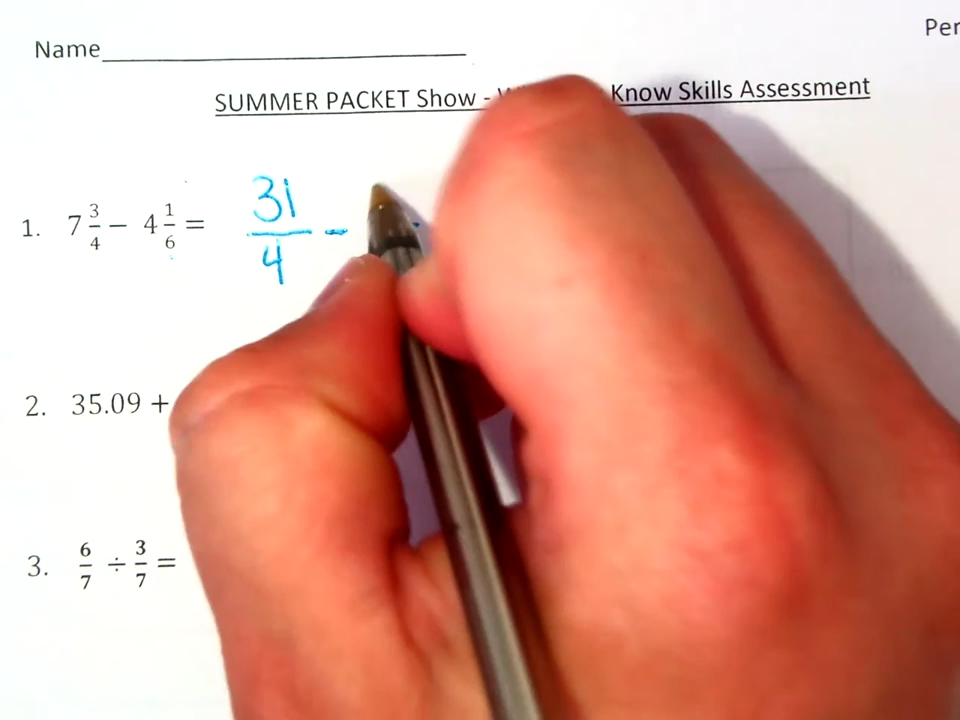 Name
Per
SUMMER PACKET Show - Know Skills Assessment
1. 7 3/4 − 4 1/6 = 31/4 -
2. 35.09 +
3. 6/7 ÷ 3/7 =